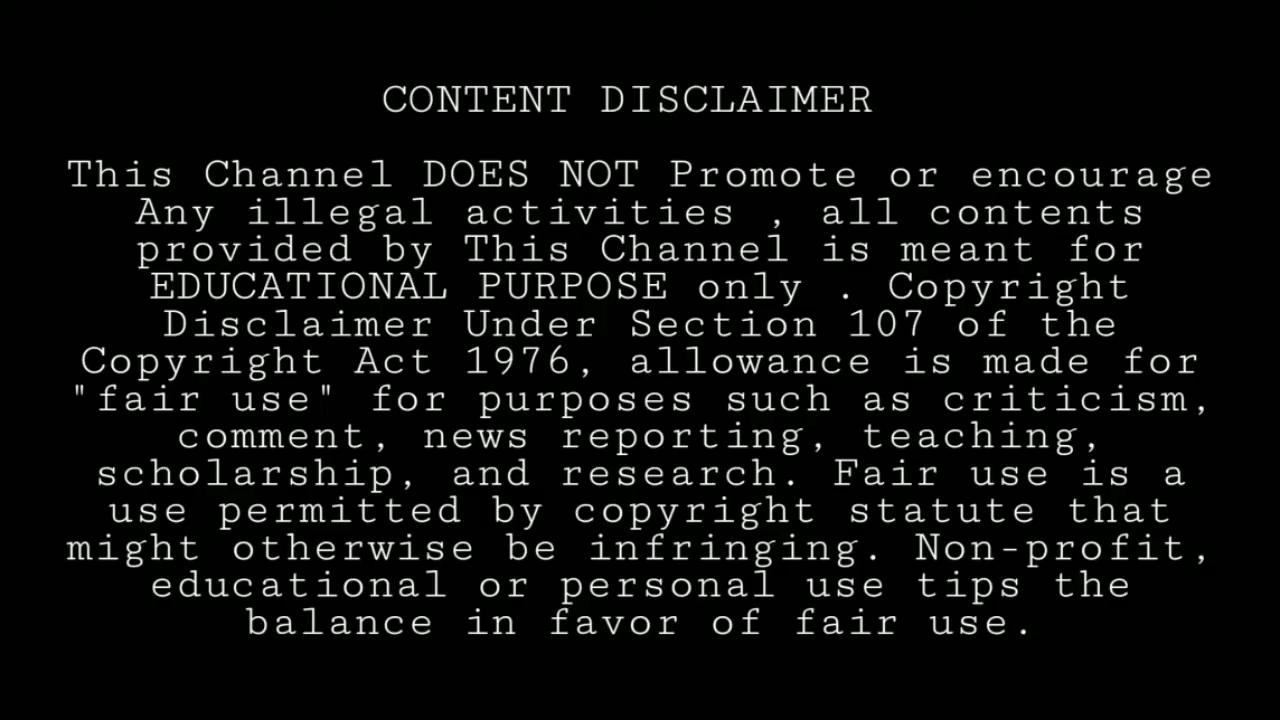 CONTENT DISCLAIMER
This Channel DOES NOT Promote or encourage
Any illegal activities , all contents
provided by This Channel is meant for
EDUCATIONAL PURPOSE only . Copyright
Disclaimer Under Section 107 of the
Copyright Act 1976, allowance is made for
"fair use" for purposes such as criticism,
comment, news reporting, teaching,
scholarship, and research. Fair use is a
use permitted by copyright statute that
might otherwise be infringing. Non-profit,
educational or personal use tips the
balance in favor of fair use.